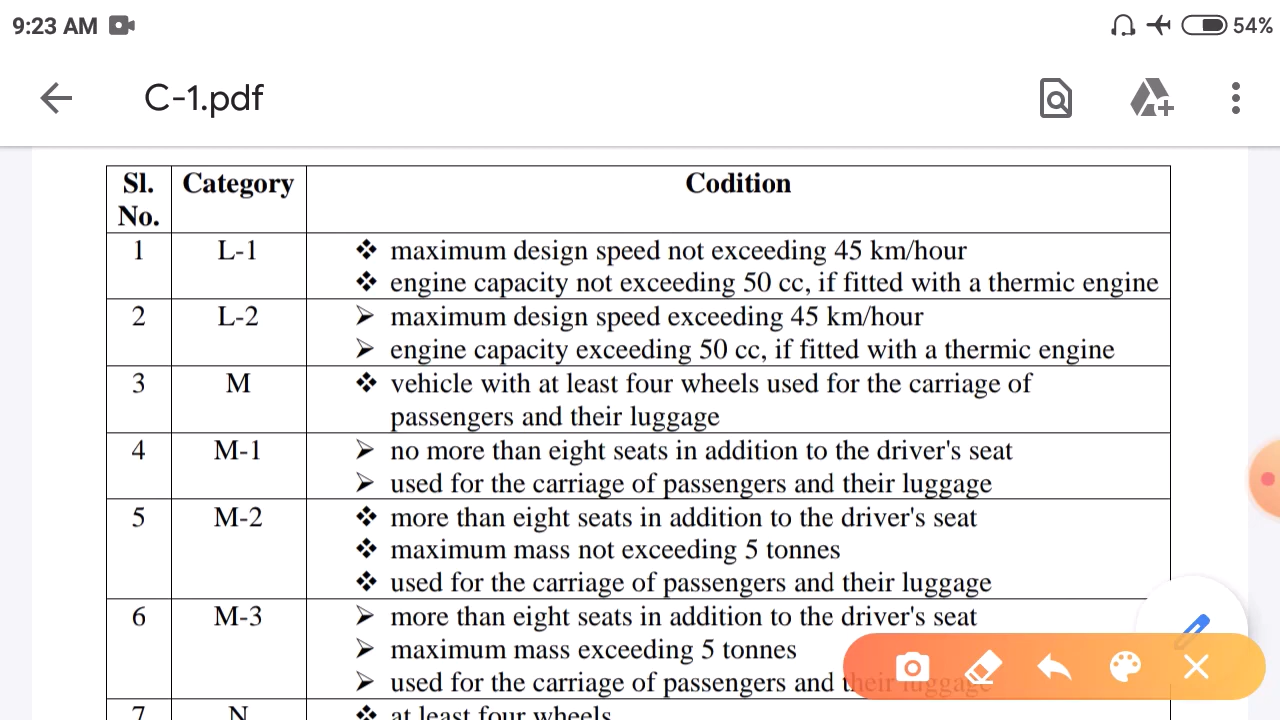 9:23 AM 54%
C-1.pdf
Sl. Category Codition
No.
1 L-1 ❖ maximum design speed not exceeding 45 km/hour
❖ engine capacity not exceeding 50 cc, if fitted with a thermic engine
2 L-2 ➢ maximum design speed exceeding 45 km/hour
➢ engine capacity exceeding 50 cc, if fitted with a thermic engine
3 M ❖ vehicle with at least four wheels used for the carriage of
passengers and their luggage
4 M-1 ➢ no more than eight seats in addition to the driver's seat
➢ used for the carriage of passengers and their luggage
5 M-2 ❖ more than eight seats in addition to the driver's seat
❖ maximum mass not exceeding 5 tonnes
❖ used for the carriage of passengers and their luggage
6 M-3 ➢ more than eight seats in addition to the driver's seat
➢ maximum mass exceeding 5 tonnes
➢ used for the carriage of passengers and their luggage
7 N ❖ at least four wheels